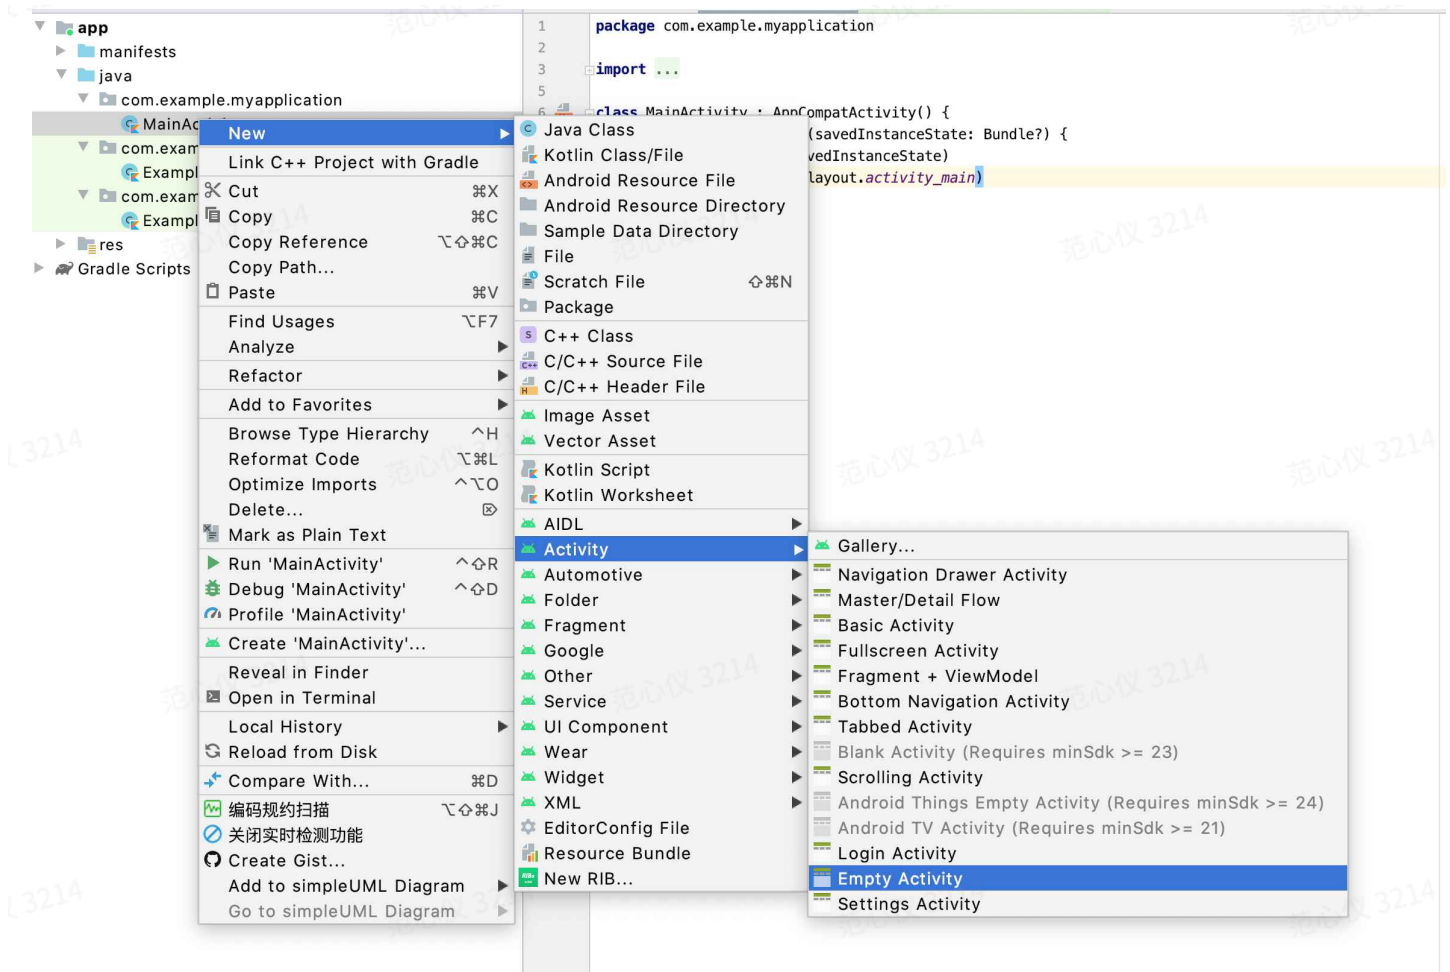 app
manifests
java
com.example.myapplication
MainAc
com.exam
Exampl
com.exam
Exampl
res
Gradle Scripts
1 package com.example.myapplication
2
3 import ...
5
6 class MainActivity : AppCompatActivity() {
(savedInstanceState: Bundle?) {
vedInstanceState)
layout.activity_main)
New
Link C++ Project with Gradle
Cut ⌘X
Copy ⌘C
Copy Reference ⌥⇧⌘C
Copy Path...
Paste ⌘V
Find Usages ⌥F7
Analyze
Refactor
Add to Favorites
Browse Type Hierarchy ^H
Reformat Code ⌥⌘L
Optimize Imports ^⌥O
Delete... ⌦
Mark as Plain Text
Run 'MainActivity' ^⇧R
Debug 'MainActivity' ^⇧D
Profile 'MainActivity'
Create 'MainActivity'...
Reveal in Finder
Open in Terminal
Local History
Reload from Disk
Compare With... ⌘D
编码规约扫描 ⌥⇧⌘J
关闭实时检测功能
Create Gist...
Add to simpleUML Diagram
Go to simpleUML Diagram
Java Class
Kotlin Class/File
Android Resource File
Android Resource Directory
Sample Data Directory
File
Scratch File ⇧⌘N
Package
C++ Class
C/C++ Source File
C/C++ Header File
Image Asset
Vector Asset
Kotlin Script
Kotlin Worksheet
AIDL
Activity
Automotive
Folder
Fragment
Google
Other
Service
UI Component
Wear
Widget
XML
EditorConfig File
Resource Bundle
New RIB...
Gallery...
Navigation Drawer Activity
Master/Detail Flow
Basic Activity
Fullscreen Activity
Fragment + ViewModel
Bottom Navigation Activity
Tabbed Activity
Blank Activity (Requires minSdk >= 23)
Scrolling Activity
Android Things Empty Activity (Requires minSdk >= 24)
Android TV Activity (Requires minSdk >= 21)
Login Activity
Empty Activity
Settings Activity
范心仪 3214